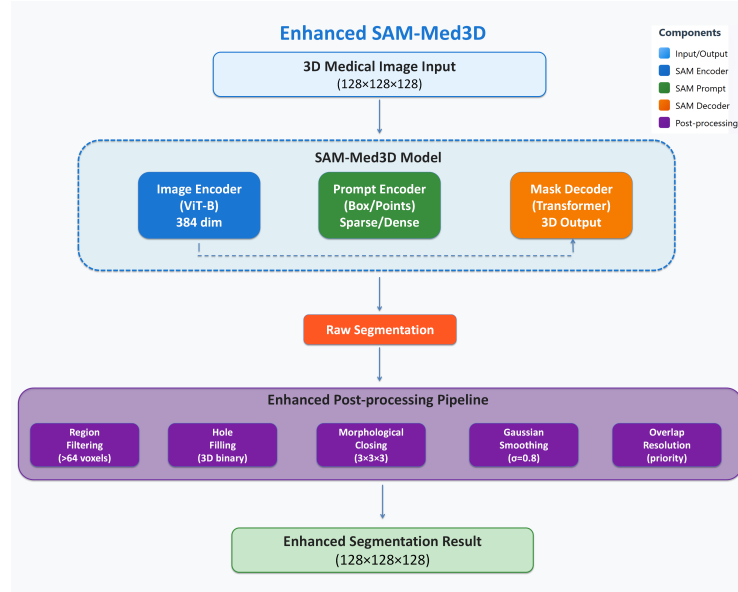 Enhanced SAM-Med3D
Components
Input/Output
SAM Encoder
SAM Prompt
SAM Decoder
Post-processing
3D Medical Image Input
(128×128×128)
SAM-Med3D Model
Image Encoder
(ViT-B)
384 dim
Prompt Encoder
(Box/Points)
Sparse/Dense
Mask Decoder
(Transformer)
3D Output
Raw Segmentation
Enhanced Post-processing Pipeline
Region
Filtering
(>64 voxels)
Hole
Filling
(3D binary)
Morphological
Closing
(3×3×3)
Gaussian
Smoothing
(σ=0.8)
Overlap
Resolution
(priority)
Enhanced Segmentation Result
(128×128×128)